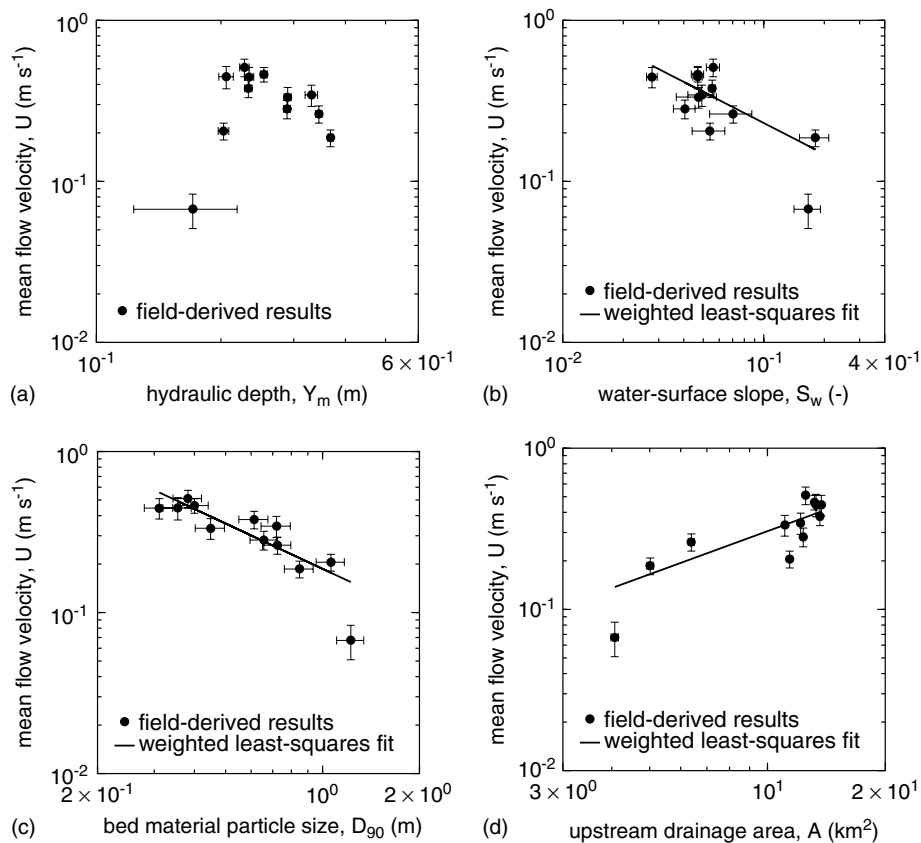 10⁰
10⁻¹
10⁻²
mean flow velocity, U (m s⁻¹)
field-derived results
10⁻¹
6 × 10⁻¹
(a)
hydraulic depth, Yₘ (m)
10⁰
10⁻¹
10⁻²
mean flow velocity, U (m s⁻¹)
field-derived results
weighted least-squares fit
10⁻²
10⁻¹
4 × 10⁻¹
(b)
water-surface slope, S_w (-)
10⁰
10⁻¹
10⁻²
mean flow velocity, U (m s⁻¹)
field-derived results
weighted least-squares fit
2 × 10⁻¹
10⁰
2 × 10⁰
(c)
bed material particle size, D₉₀ (m)
10⁰
10⁻¹
10⁻²
mean flow velocity, U (m s⁻¹)
field-derived results
weighted least-squares fit
3 × 10⁰
10¹
2 × 10¹
(d)
upstream drainage area, A (km²)